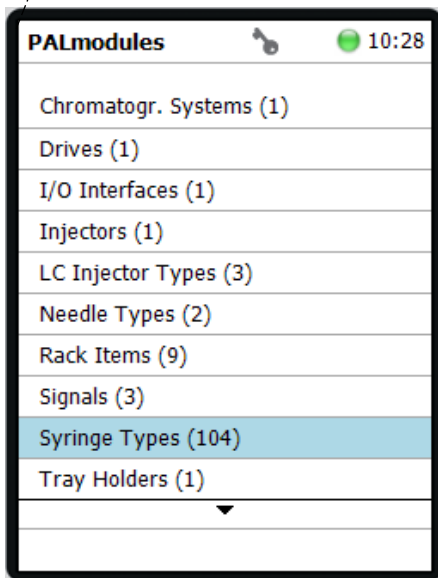 PALmodules 10:28
Chromatogr. Systems (1)
Drives (1)
I/O Interfaces (1)
Injectors (1)
LC Injector Types (3)
Needle Types (2)
Rack Items (9)
Signals (3)
Syringe Types (104)
Tray Holders (1)